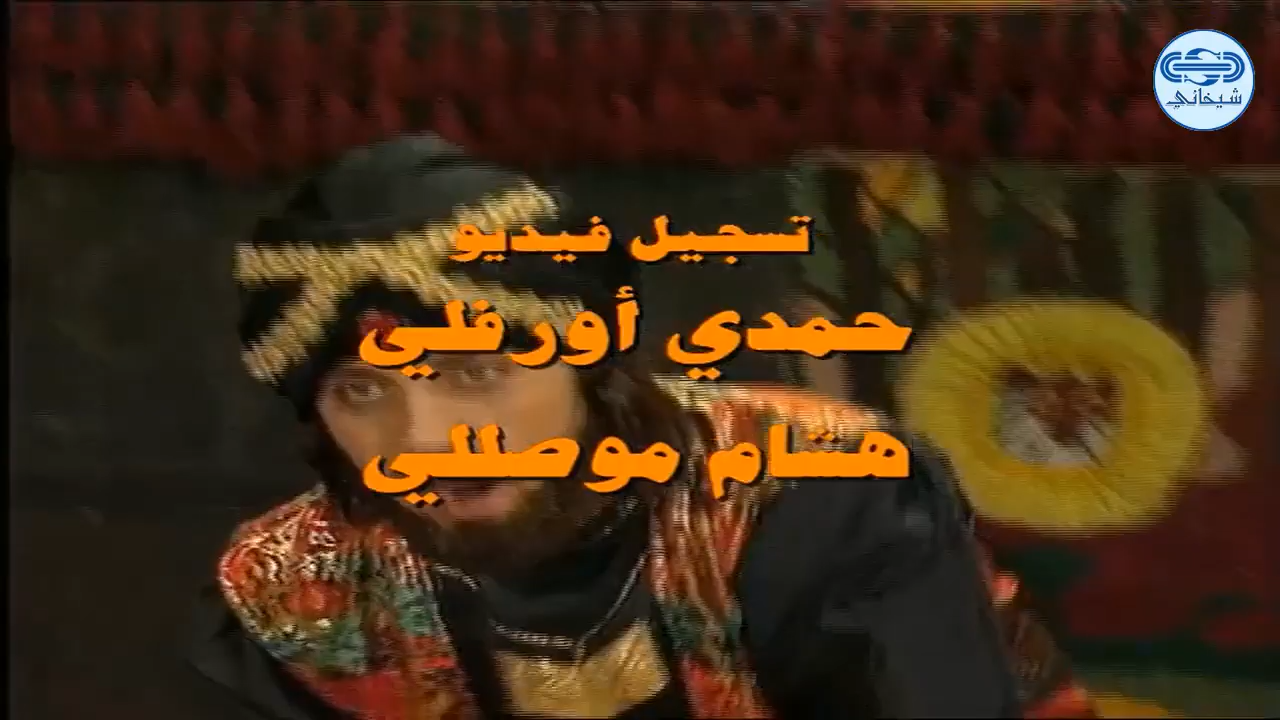 شيخاني
تسجيل فيديو
حمدي أورفلي
هشام موصللي